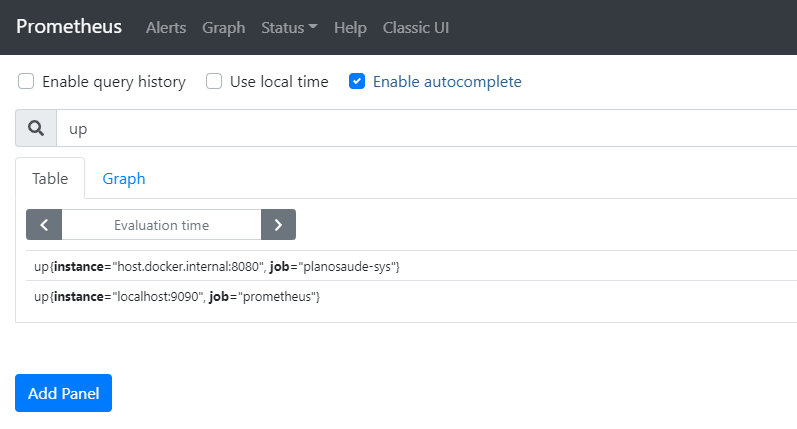 Prometheus Alerts Graph Status Help Classic UI
Enable query history Use local time Enable autocomplete
up
Table Graph
Evaluation time
up{instance="host.docker.internal:8080", job="planosaude-sys"}
up{instance="localhost:9090", job="prometheus"}
Add Panel